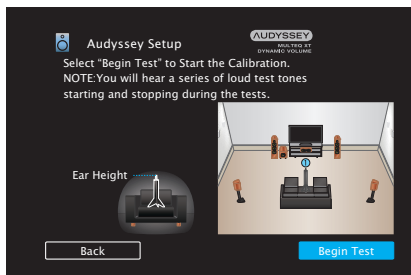 Audyssey Setup
AUDYSSEY
MULTEQ XT
DYNAMIC VOLUME
Select “Begin Test” to Start the Calibration.
NOTE:You will hear a series of loud test tones
starting and stopping during the tests.
1
Ear Height
Back
Begin Test